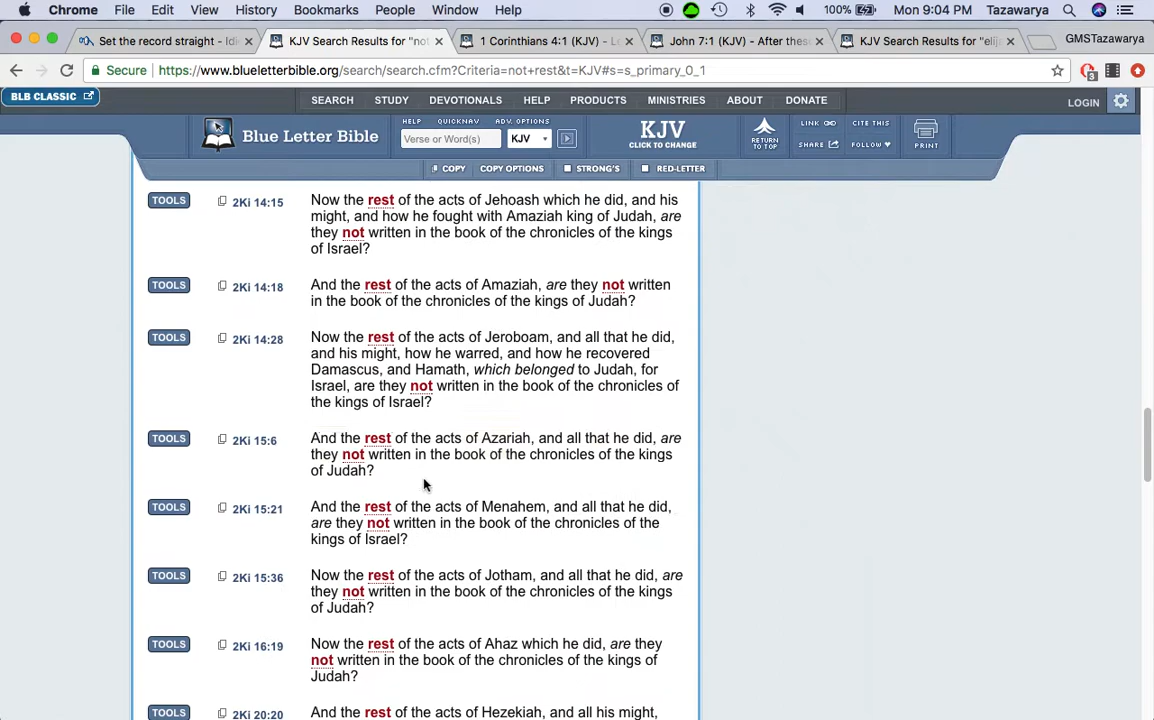 Chrome File Edit View History Bookmarks People Window Help 100% Mon 9:04 PM Tazawarya
Set the record straight - Idi KJV Search Results for "not 1 Corinthians 4:1 (KJV) - Le John 7:1 (KJV) - After thes KJV Search Results for "elij GMSTazawarya
Secure https://www.blueletterbible.org/search/search.cfm?Criteria=not+rest&t=KJV#s=s_primary_0_1 3
BLB CLASSIC SEARCH STUDY DEVOTIONALS HELP PRODUCTS MINISTRIES ABOUT DONATE LOGIN
HELP QUICKNAV ADV. OPTIONS
Blue Letter Bible Verse or Word(s) KJV KJV CLICK TO CHANGE RETURN TO TOP LINK CITE THIS SHARE FOLLOW PRINT
COPY COPY OPTIONS STRONG'S RED-LETTER
TOOLS 2Ki 14:15 Now the rest of the acts of Jehoash which he did, and his
might, and how he fought with Amaziah king of Judah, are
they not written in the book of the chronicles of the kings
of Israel?
TOOLS 2Ki 14:18 And the rest of the acts of Amaziah, are they not written
in the book of the chronicles of the kings of Judah?
TOOLS 2Ki 14:28 Now the rest of the acts of Jeroboam, and all that he did,
and his might, how he warred, and how he recovered
Damascus, and Hamath, which belonged to Judah, for
Israel, are they not written in the book of the chronicles of
the kings of Israel?
TOOLS 2Ki 15:6 And the rest of the acts of Azariah, and all that he did, are
they not written in the book of the chronicles of the kings
of Judah?
TOOLS 2Ki 15:21 And the rest of the acts of Menahem, and all that he did,
are they not written in the book of the chronicles of the
kings of Israel?
TOOLS 2Ki 15:36 Now the rest of the acts of Jotham, and all that he did, are
they not written in the book of the chronicles of the kings
of Judah?
TOOLS 2Ki 16:19 Now the rest of the acts of Ahaz which he did, are they
not written in the book of the chronicles of the kings of
Judah?
TOOLS 2Ki 20:20 And the rest of the acts of Hezekiah, and all his might,